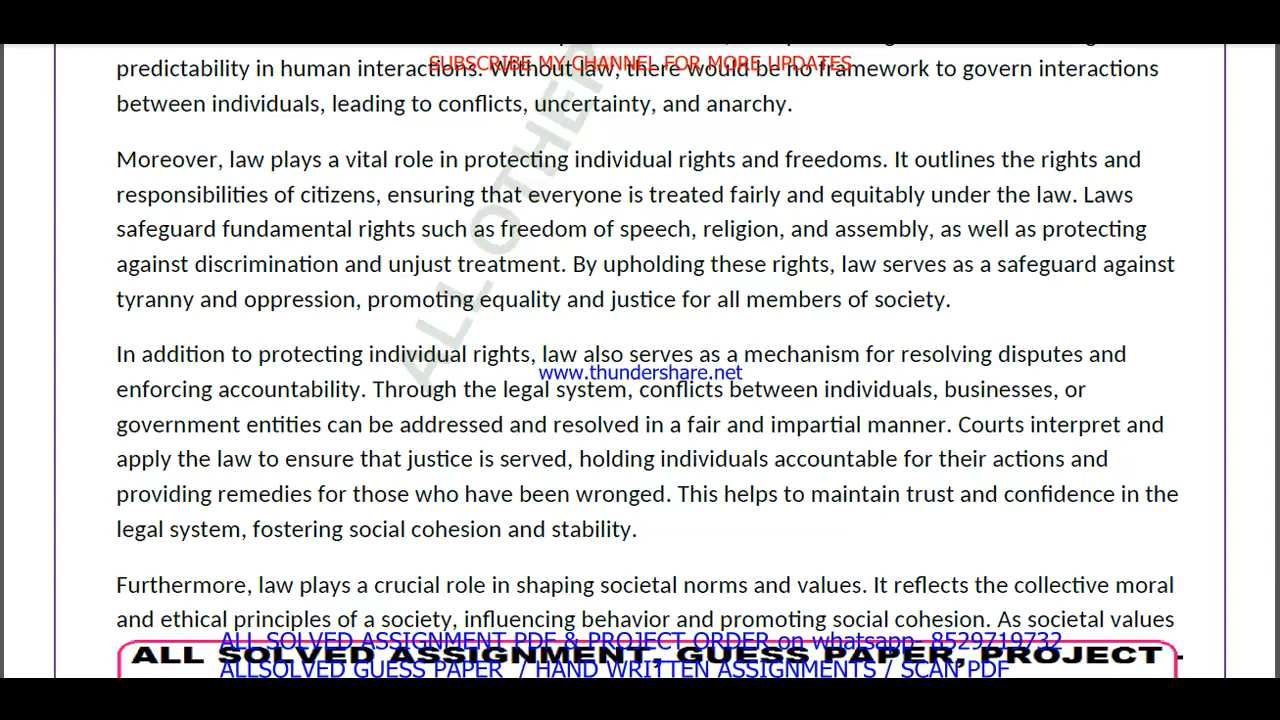 SUBSCRIBE MY CHANNEL FOR MORE UPDATES
predictability in human interactions. Without law, there would be no framework to govern interactions
between individuals, leading to conflicts, uncertainty, and anarchy.
Moreover, law plays a vital role in protecting individual rights and freedoms. It outlines the rights and
responsibilities of citizens, ensuring that everyone is treated fairly and equitably under the law. Laws
safeguard fundamental rights such as freedom of speech, religion, and assembly, as well as protecting
against discrimination and unjust treatment. By upholding these rights, law serves as a safeguard against
tyranny and oppression, promoting equality and justice for all members of society.
ALL OTHER
In addition to protecting individual rights, law also serves as a mechanism for resolving disputes and
www.thundershare.net
enforcing accountability. Through the legal system, conflicts between individuals, businesses, or
government entities can be addressed and resolved in a fair and impartial manner. Courts interpret and
apply the law to ensure that justice is served, holding individuals accountable for their actions and
providing remedies for those who have been wronged. This helps to maintain trust and confidence in the
legal system, fostering social cohesion and stability.
Furthermore, law plays a crucial role in shaping societal norms and values. It reflects the collective moral
and ethical principles of a society, influencing behavior and promoting social cohesion. As societal values
ALL SOLVED ASSIGNMENT PDF & PROJECT ORDER on whatsapp- 8529719732
ALL SOLVED ASSIGNMENT, GUESS PAPER, PROJECT -
ALLSOLVED GUESS PAPER / HAND WRITTEN ASSIGNMENTS / SCAN PDF